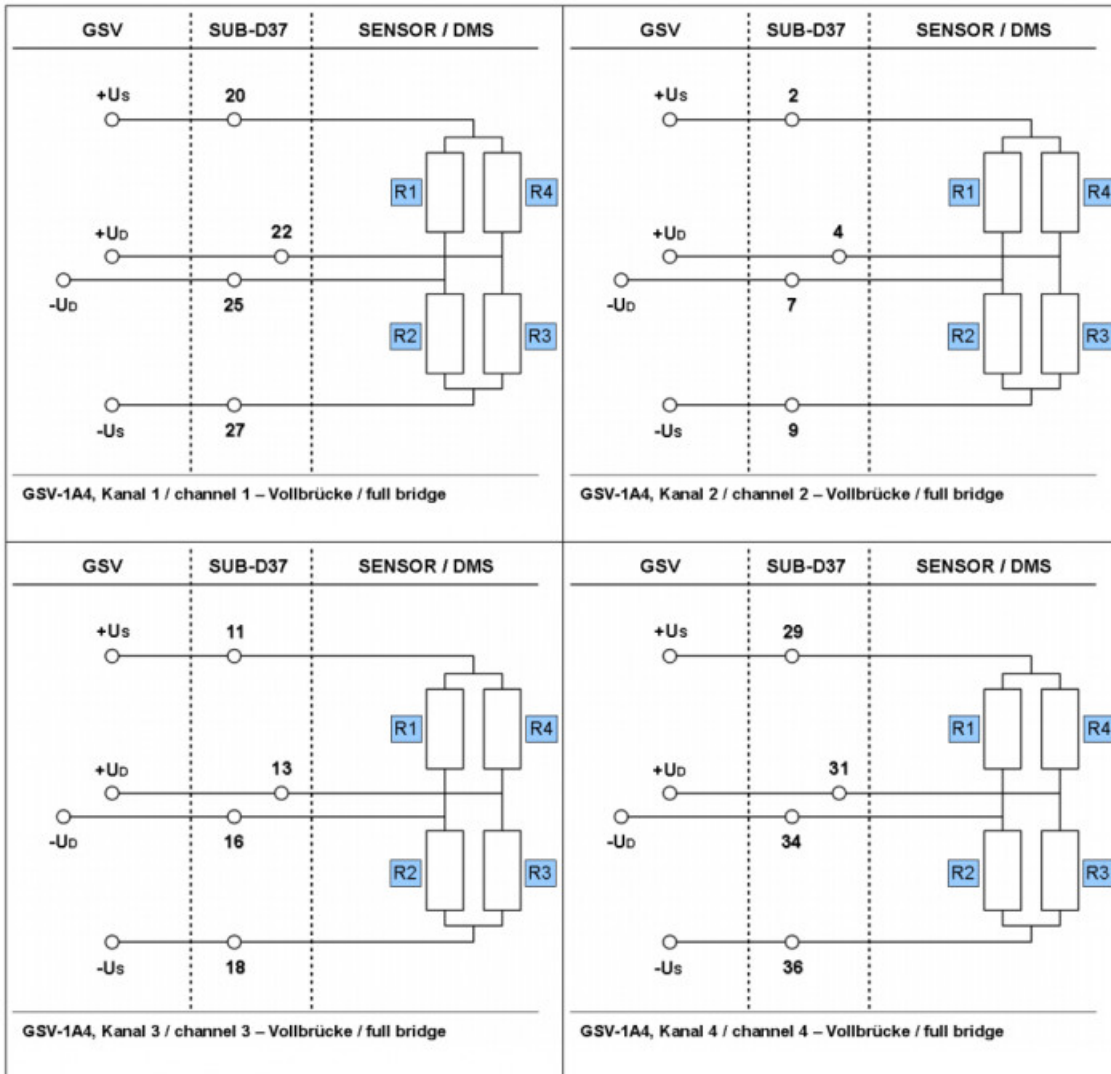 GSV SUB-D37 SENSOR / DMS
+Us 20
R1 R4
+UD 22
-UD 25
R2 R3
-Us 27
GSV-1A4, Kanal 1 / channel 1 – Vollbrücke / full bridge
GSV SUB-D37 SENSOR / DMS
+Us 2
R1 R4
+UD 4
-UD 7
R2 R3
-Us 9
GSV-1A4, Kanal 2 / channel 2 – Vollbrücke / full bridge
GSV SUB-D37 SENSOR / DMS
+Us 11
R1 R4
+UD 13
-UD 16
R2 R3
-Us 18
GSV-1A4, Kanal 3 / channel 3 – Vollbrücke / full bridge
GSV SUB-D37 SENSOR / DMS
+Us 29
R1 R4
+UD 31
-UD 34
R2 R3
-Us 36
GSV-1A4, Kanal 4 / channel 4 – Vollbrücke / full bridge